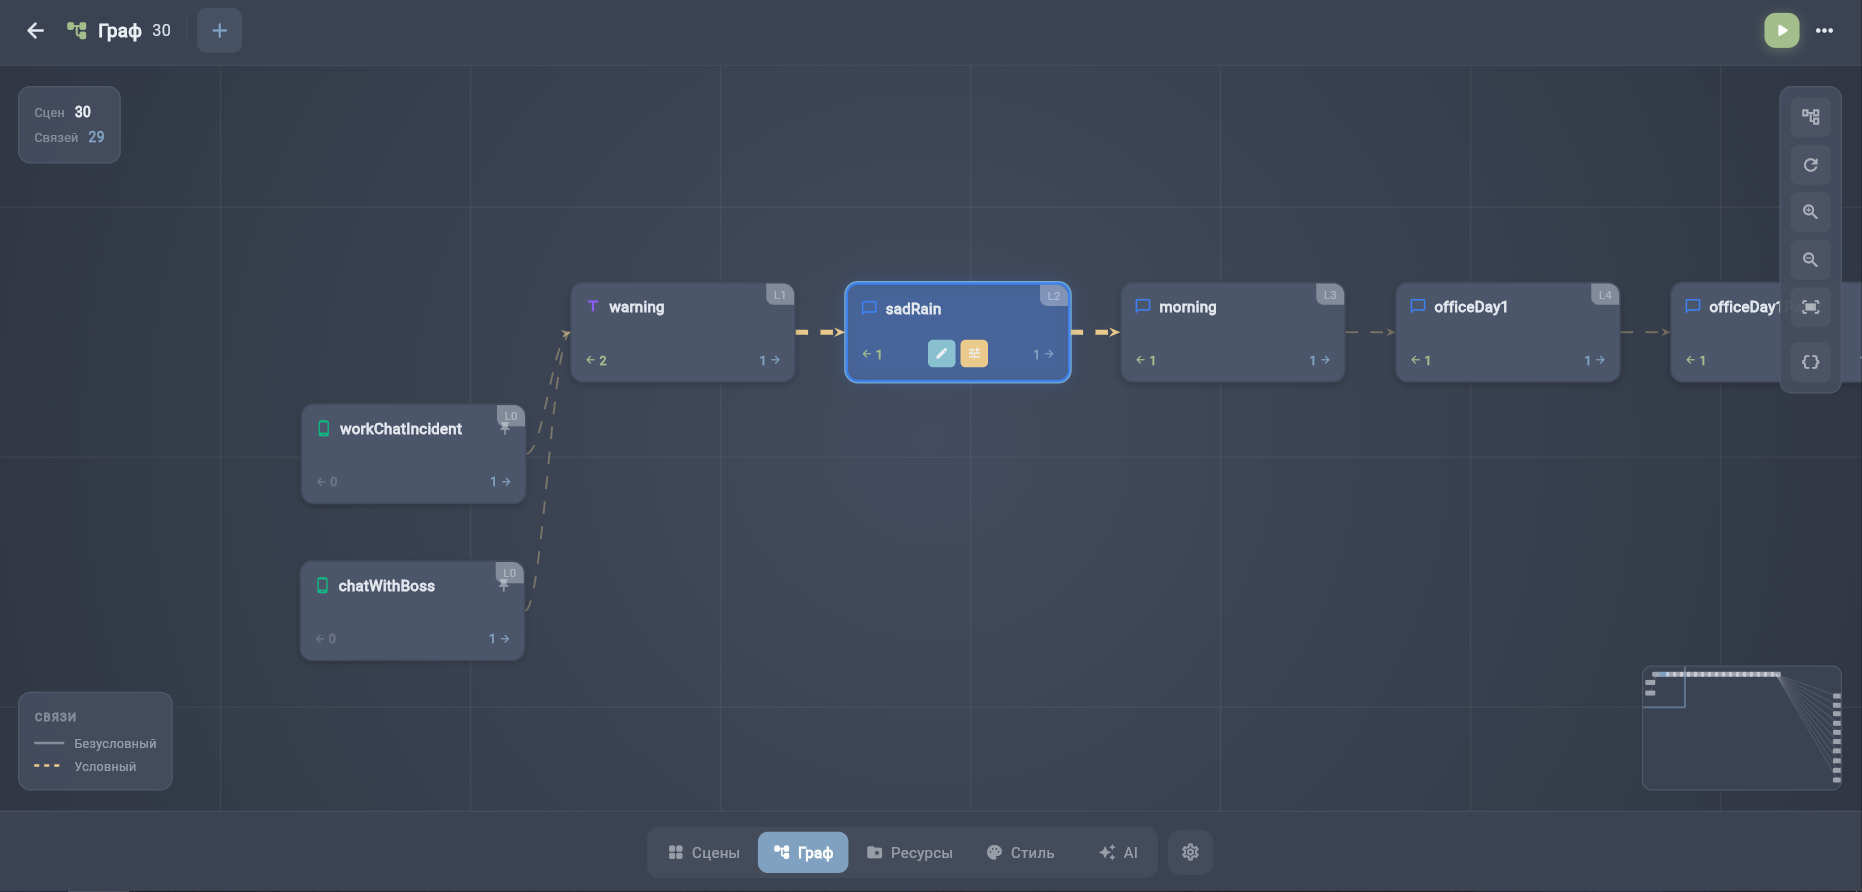 Граф 30
Сцен 30
Связей 29
L1
warning
2
1
L2
sadRain
1
1
L3
morning
1
1
L4
officeDay1
1
1
officeDay1
1
L0
workChatIncident
0
1
L0
chatWithBoss
0
1
СВЯЗИ
Безусловный
Условный
Сцены
Граф
Ресурсы
Стиль
AI